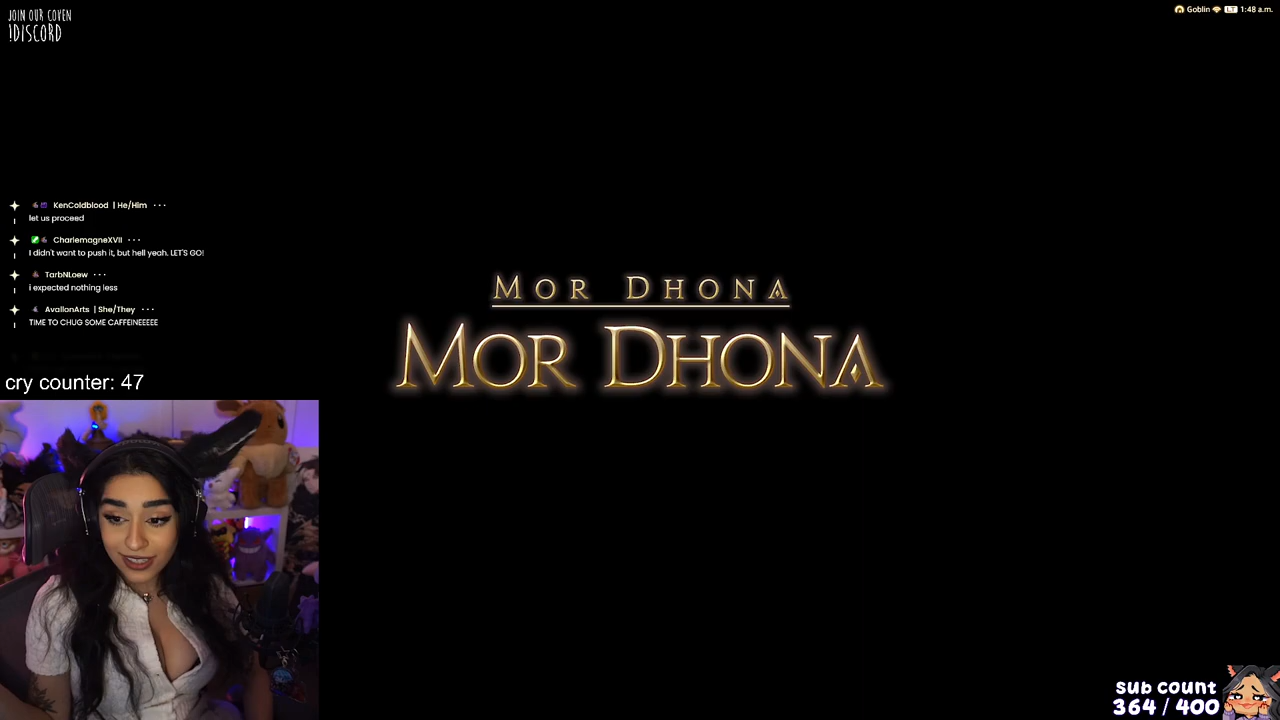 JOIN OUR COVEN
!DISCORD
Goblin LT 1:48 a.m.
KenColdblood | He/Him ···
let us proceed
CharlemagneXVII ···
I didn't want to push it, but hell yeah. LET'S GO!
TarbNLoew ···
i expected nothing less
AvallonArts | She/They ···
TIME TO CHUG SOME CAFFEINEEEEE
cry counter: 47
MOR DHONA
MOR DHONA
sub count
364 / 400